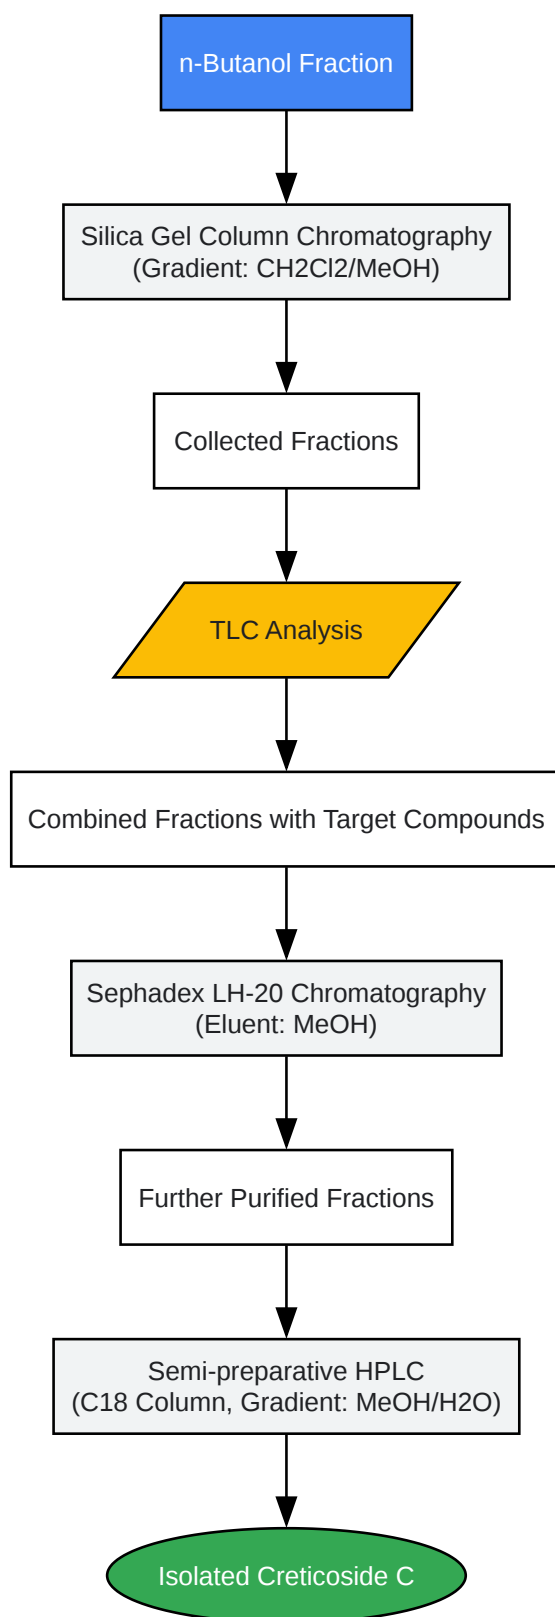 n-Butanol Fraction
Silica Gel Column Chromatography
(Gradient: CH2Cl2/MeOH)
Collected Fractions
TLC Analysis
Combined Fractions with Target Compounds
Sephadex LH-20 Chromatography
(Eluent: MeOH)
Further Purified Fractions
Semi-preparative HPLC
(C18 Column, Gradient: MeOH/H2O)
Isolated Creticoside C